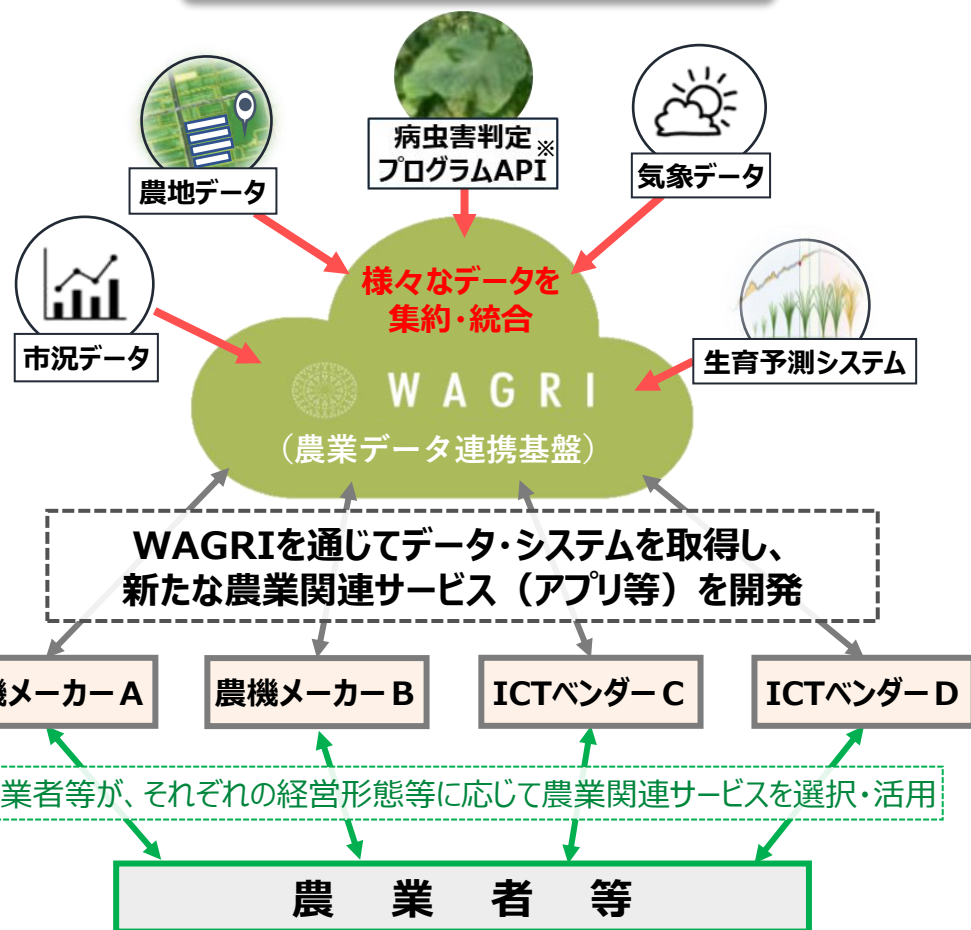 病虫害判定※
プログラムAPI
農地データ
気象データ
市況データ
生育予測システム
様々なデータを
集約・統合
WAGRI
（農業データ連携基盤）
WAGRIを通じてデータ・システムを取得し、
新たな農業関連サービス（アプリ等）を開発
機メーカーA
農機メーカーB
ICTベンダーC
ICTベンダーD
業者等が、それぞれの経営形態等に応じて農業関連サービスを選択・活用
農業者等